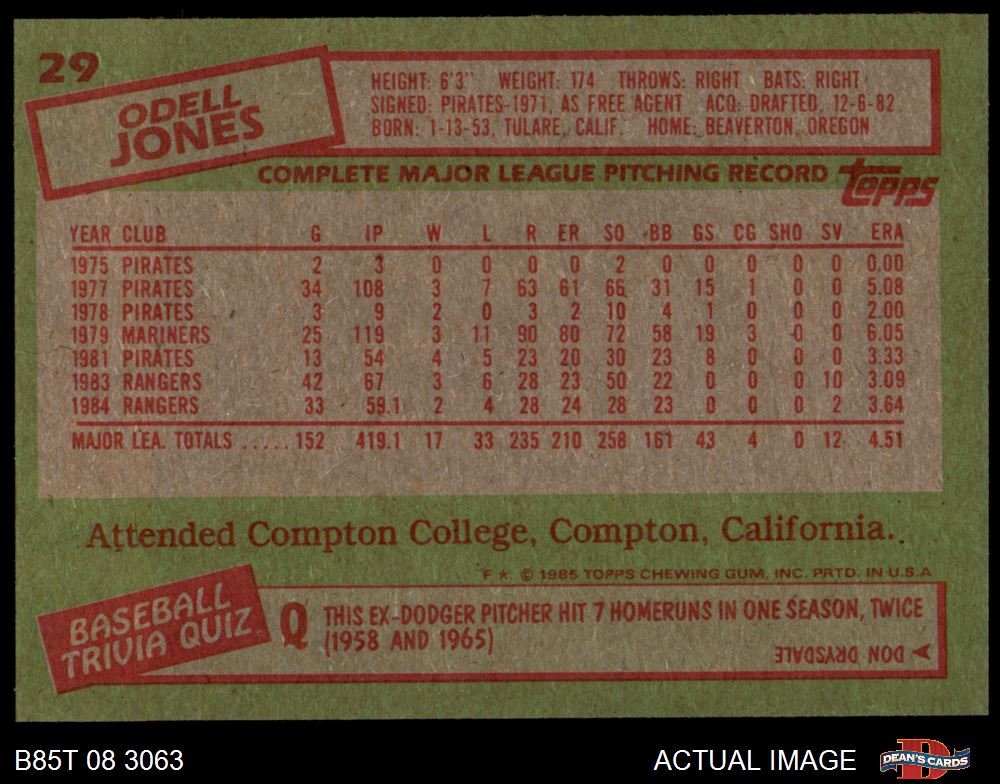 29
ODELL
JONES
HEIGHT: 6'3" WEIGHT: 174 THROWS: RIGHT BATS: RIGHT
SIGNED: PIRATES-1971, AS FREE AGENT ACQ: DRAFTED, 12-6-82
BORN: 1-13-53, TULARE, CALIF. HOME: BEAVERTON, OREGON
COMPLETE MAJOR LEAGUE PITCHING RECORD topps
YEAR CLUB G IP W L R ER SO BB GS CG SHO SV ERA
1975 PIRATES 2 3 0 0 0 0 2 0 0 0 0 0 0.00
1977 PIRATES 34 108 3 7 63 61 66 31 15 1 0 0 5.08
1978 PIRATES 3 9 2 0 3 2 10 4 1 0 0 0 2.00
1979 MARINERS 25 119 3 11 90 80 72 58 19 3 0 0 6.05
1981 PIRATES 13 54 4 5 23 20 30 23 8 0 0 0 3.33
1983 RANGERS 42 67 3 6 28 23 50 22 0 0 0 10 3.09
1984 RANGERS 33 59.1 2 4 28 24 28 23 0 0 0 2 3.64
MAJOR LEA. TOTALS ..... 152 419.1 17 33 235 210 258 161 43 4 0 12 4.51
Attended Compton College, Compton, California.
F * © 1985 TOPPS CHEWING GUM, INC. PRTD. IN U.S.A
BASEBALL
TRIVIA QUIZ
Q THIS EX-DODGER PITCHER HIT 7 HOMERUNS IN ONE SEASON, TWICE
(1958 AND 1965)
A DON DRYSDALE
B85T 08 3063 ACTUAL IMAGE DEAN'S CARDS